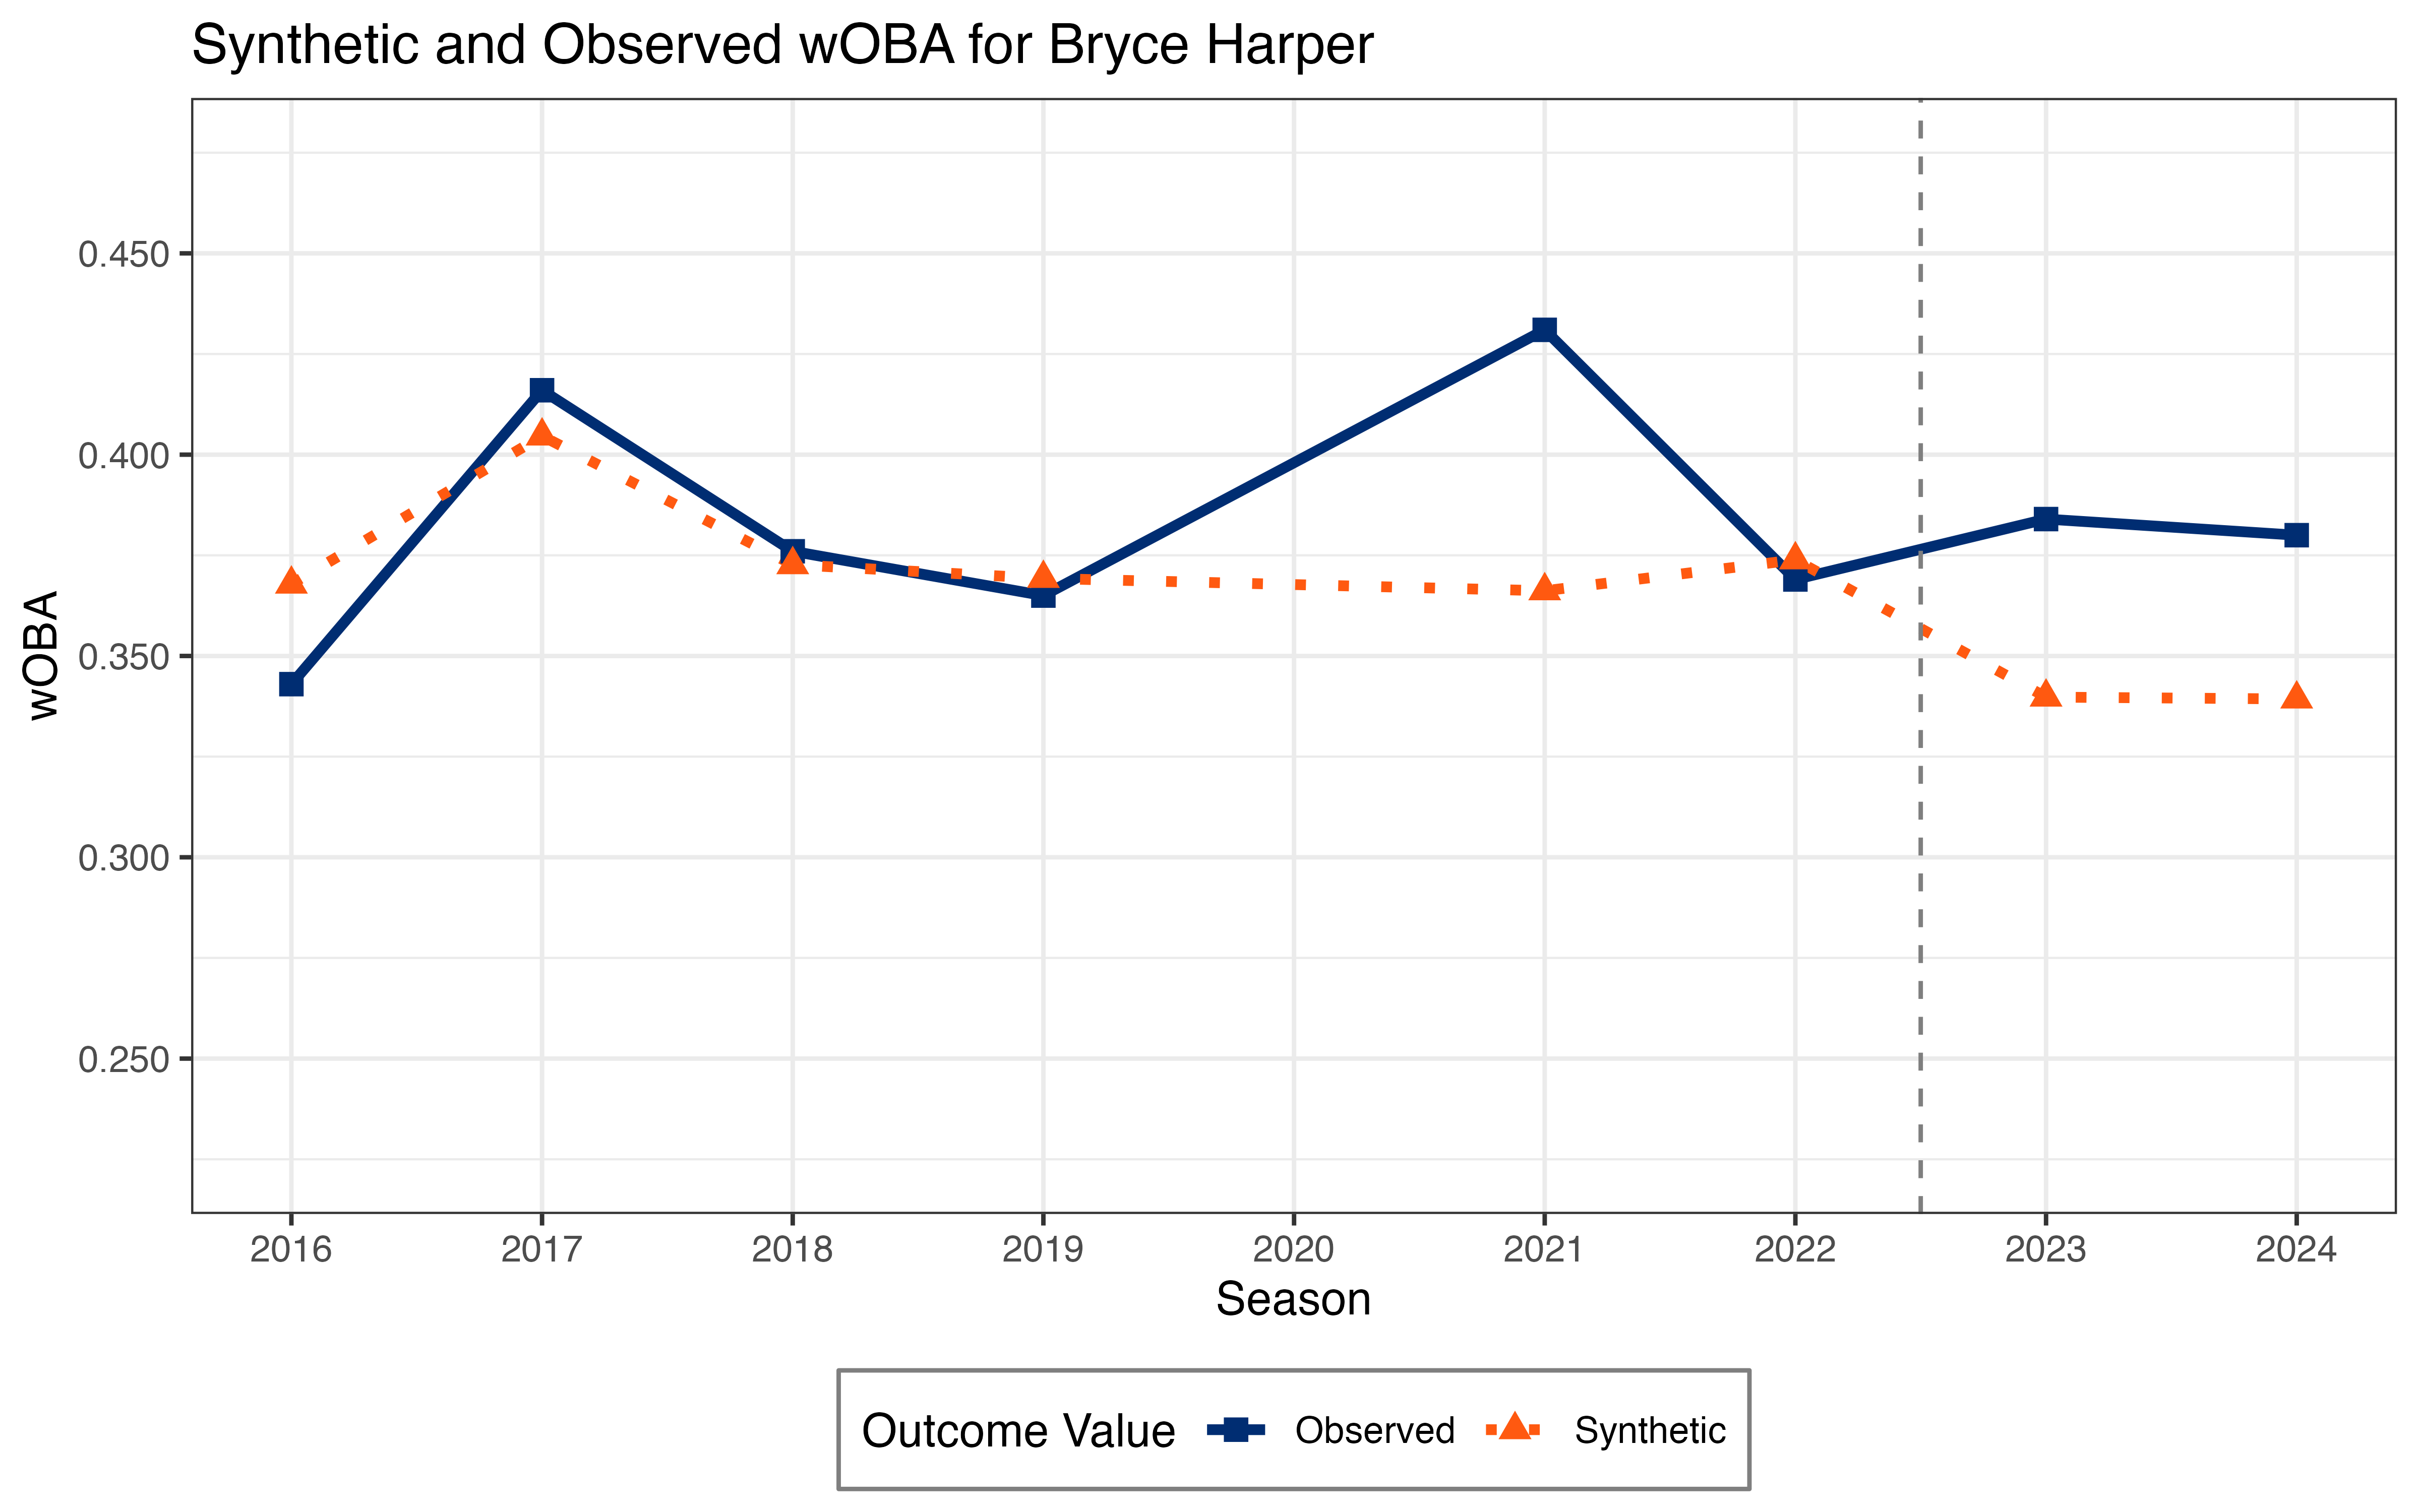 Synthetic and Observed wOBA for Bryce Harper
wOBA
0.450
0.400
0.350
0.300
0.250
2016 2017 2018 2019 2020 2021 2022 2023 2024
Season
Outcome Value Observed Synthetic